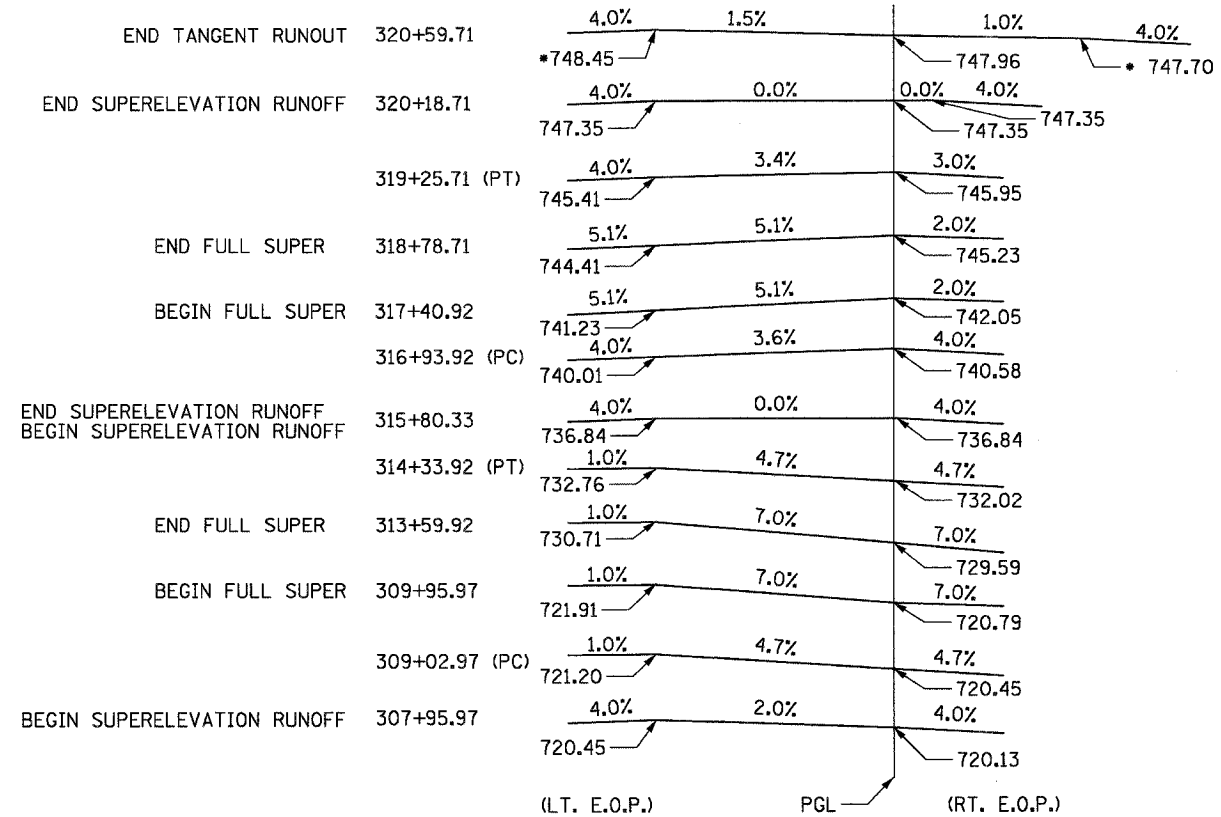 4.0% 1.5% 1.0% 4.0%
END TANGENT RUNOUT 320+59.71
*748.45 747.96 * 747.70
4.0% 0.0% 0.0% 4.0%
END SUPERELEVATION RUNOFF 320+18.71
747.35 747.35 747.35
4.0% 3.4% 3.0%
319+25.71 (PT)
745.41 745.95
5.1% 5.1% 2.0%
END FULL SUPER 318+78.71
744.41 745.23
5.1% 5.1% 2.0%
BEGIN FULL SUPER 317+40.92
741.23 742.05
4.0% 3.6% 4.0%
316+93.92 (PC)
740.01 740.58
4.0% 0.0% 4.0%
END SUPERELEVATION RUNOFF
BEGIN SUPERELEVATION RUNOFF 315+80.33
736.84 736.84
1.0% 4.7% 4.7%
314+33.92 (PT)
732.76 732.02
1.0% 7.0% 7.0%
END FULL SUPER 313+59.92
730.71 729.59
1.0% 7.0% 7.0%
BEGIN FULL SUPER 309+95.97
721.91 720.79
1.0% 4.7% 4.7%
309+02.97 (PC)
721.20 720.45
4.0% 2.0% 4.0%
BEGIN SUPERELEVATION RUNOFF 307+95.97
720.45 720.13
(LT. E.O.P.) PGL (RT. E.O.P.)